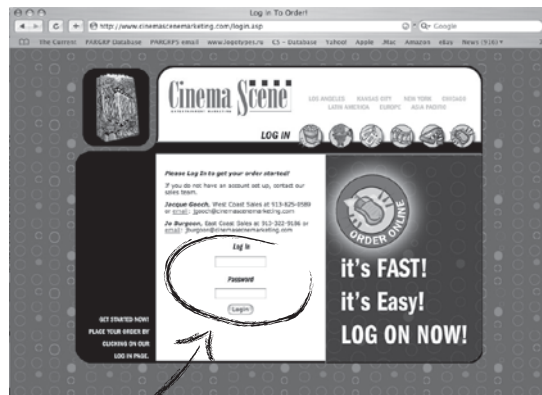 Log In To Order!
http://www.cinemascenemarketing.com/login.asp
Google
The Current PARGRP Database PARGRPS email www.logotypes.ru CS - Database Yahoo! Apple .Mac Amazon eBay News (916)
Cinema Scene
LOS ANGELES KANSAS CITY NEW YORK CHICAGO
LATIN AMERICA EUROPE ASIA PACIFIC
LOG IN
Please Log In to get your order started!
If you do not have an account set up, contact our
sales team.
Jacque Gooch, West Coast Sales at 913-825-0589
or email: jgooch@cinemascenemarketing.com
Jo Burgoon, East Coast Sales at 913-322-9186 or
email: jburgoon@cinemascenemarketing.com
Log In
Password
Login
ORDER ONLINE
it's FAST!
it's Easy!
LOG ON NOW!
GET STARTED NOW!
PLACE YOUR ORDER BY
CLICKING ON OUR
LOG IN PAGE.